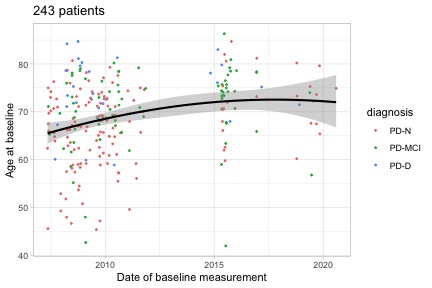 243 patients
Age at baseline
80
70
60
50
40
2010
2015
2020
Date of baseline measurement
diagnosis
PD-N
PD-MCI
PD-D